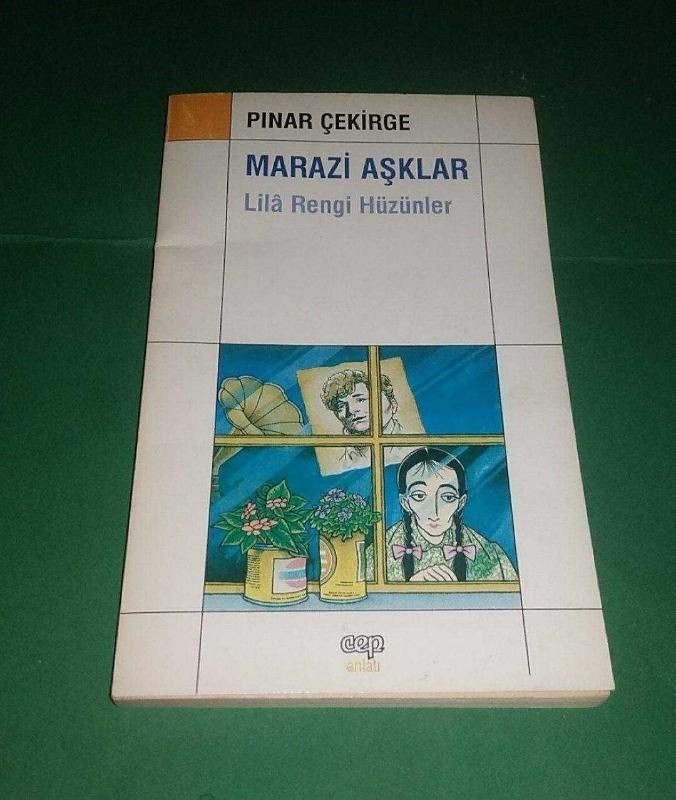 PINAR ÇEKİRGE
MARAZİ AŞKLAR
Lilâ Rengi Hüzünler
cep
anlatı